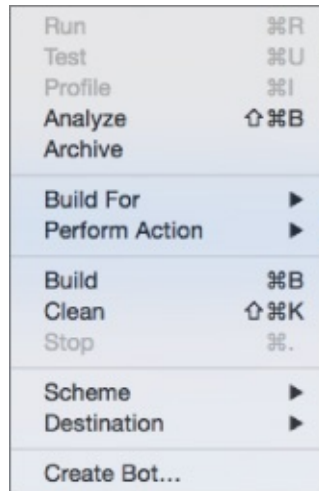 Run ⌘R
Test ⌘U
Profile ⌘I
Analyze ⇧⌘B
Archive
Build For ▶
Perform Action ▶
Build ⌘B
Clean ⇧⌘K
Stop ⌘.
Scheme ▶
Destination ▶
Create Bot...